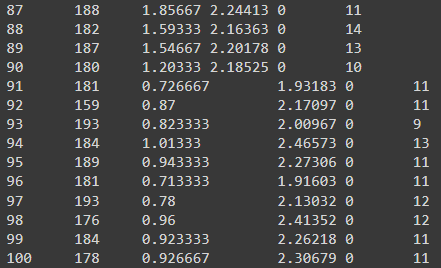 87 188 1.85667 2.24413 0 11
88 182 1.59333 2.16363 0 14
89 187 1.54667 2.20178 0 13
90 180 1.20333 2.18525 0 10
91 181 0.726667 1.93183 0 11
92 159 0.87 2.17097 0 11
93 193 0.823333 2.00967 0 9
94 184 1.01333 2.46573 0 13
95 189 0.943333 2.27306 0 11
96 181 0.713333 1.91603 0 11
97 193 0.78 2.13032 0 12
98 176 0.96 2.41352 0 12
99 184 0.923333 2.26218 0 11
100 178 0.926667 2.30679 0 11